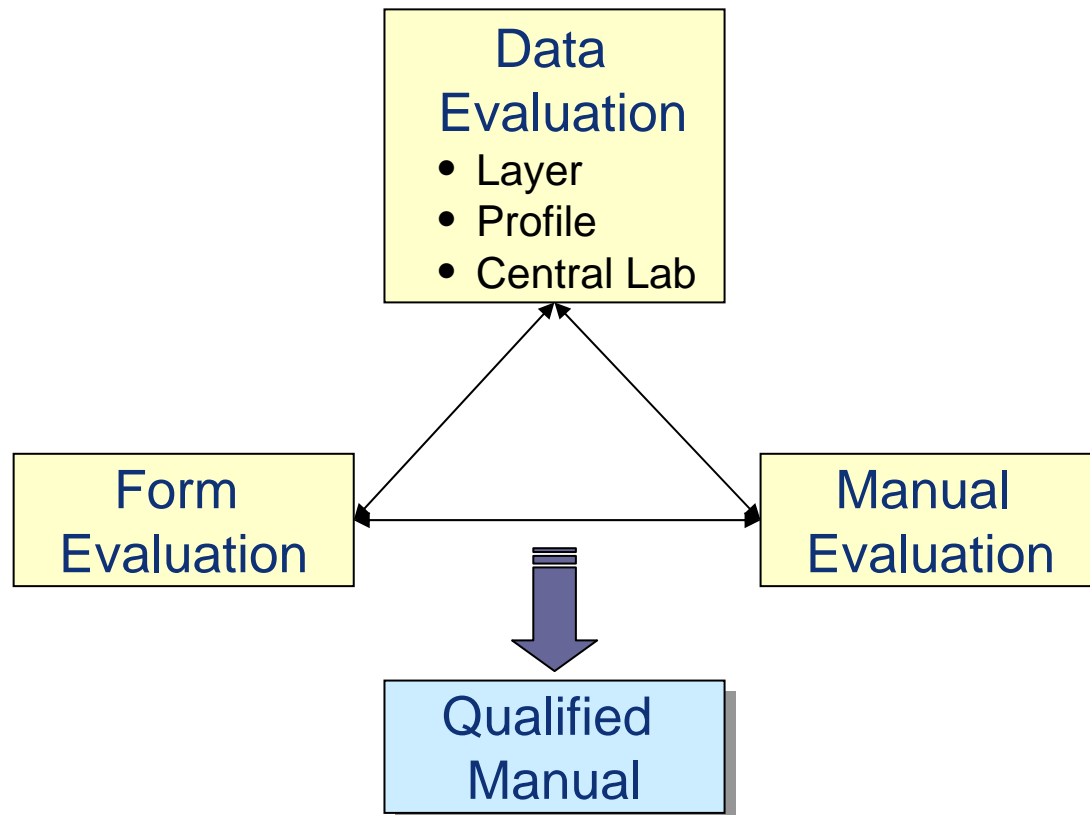 Data
Evaluation
• Layer
• Profile
• Central Lab
Form
Evaluation
Manual
Evaluation
Qualified
Manual